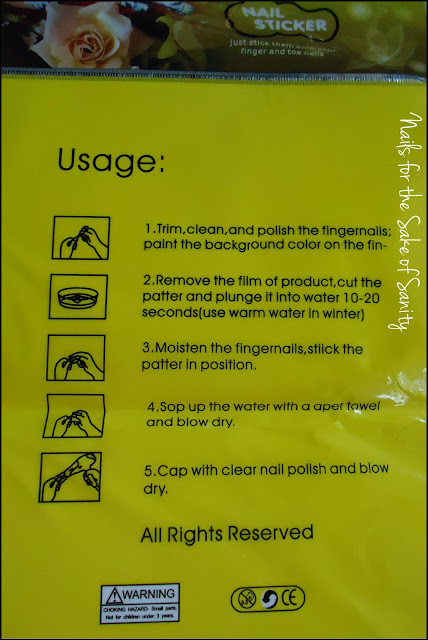 NAIL
STICKER
just stick them onto your
finger and toe nails
Nails for the Sake of Sanity
Usage:
1.Trim,clean,and polish the fingernails;
paint the background color on the fin-
2.Remove the film of product,cut the
patter and plunge it into water 10-20
seconds(use warm water in winter)
3.Moisten the fingernails,stiick the
patter in position.
4.Sop up the water with a aper towel
and blow dry.
5.Cap with clear nail polish and blow
dry.
All Rights Reserved
WARNING
CHOKING HAZARD- Small parts.
Not for children under 3 years.
0-3
CE